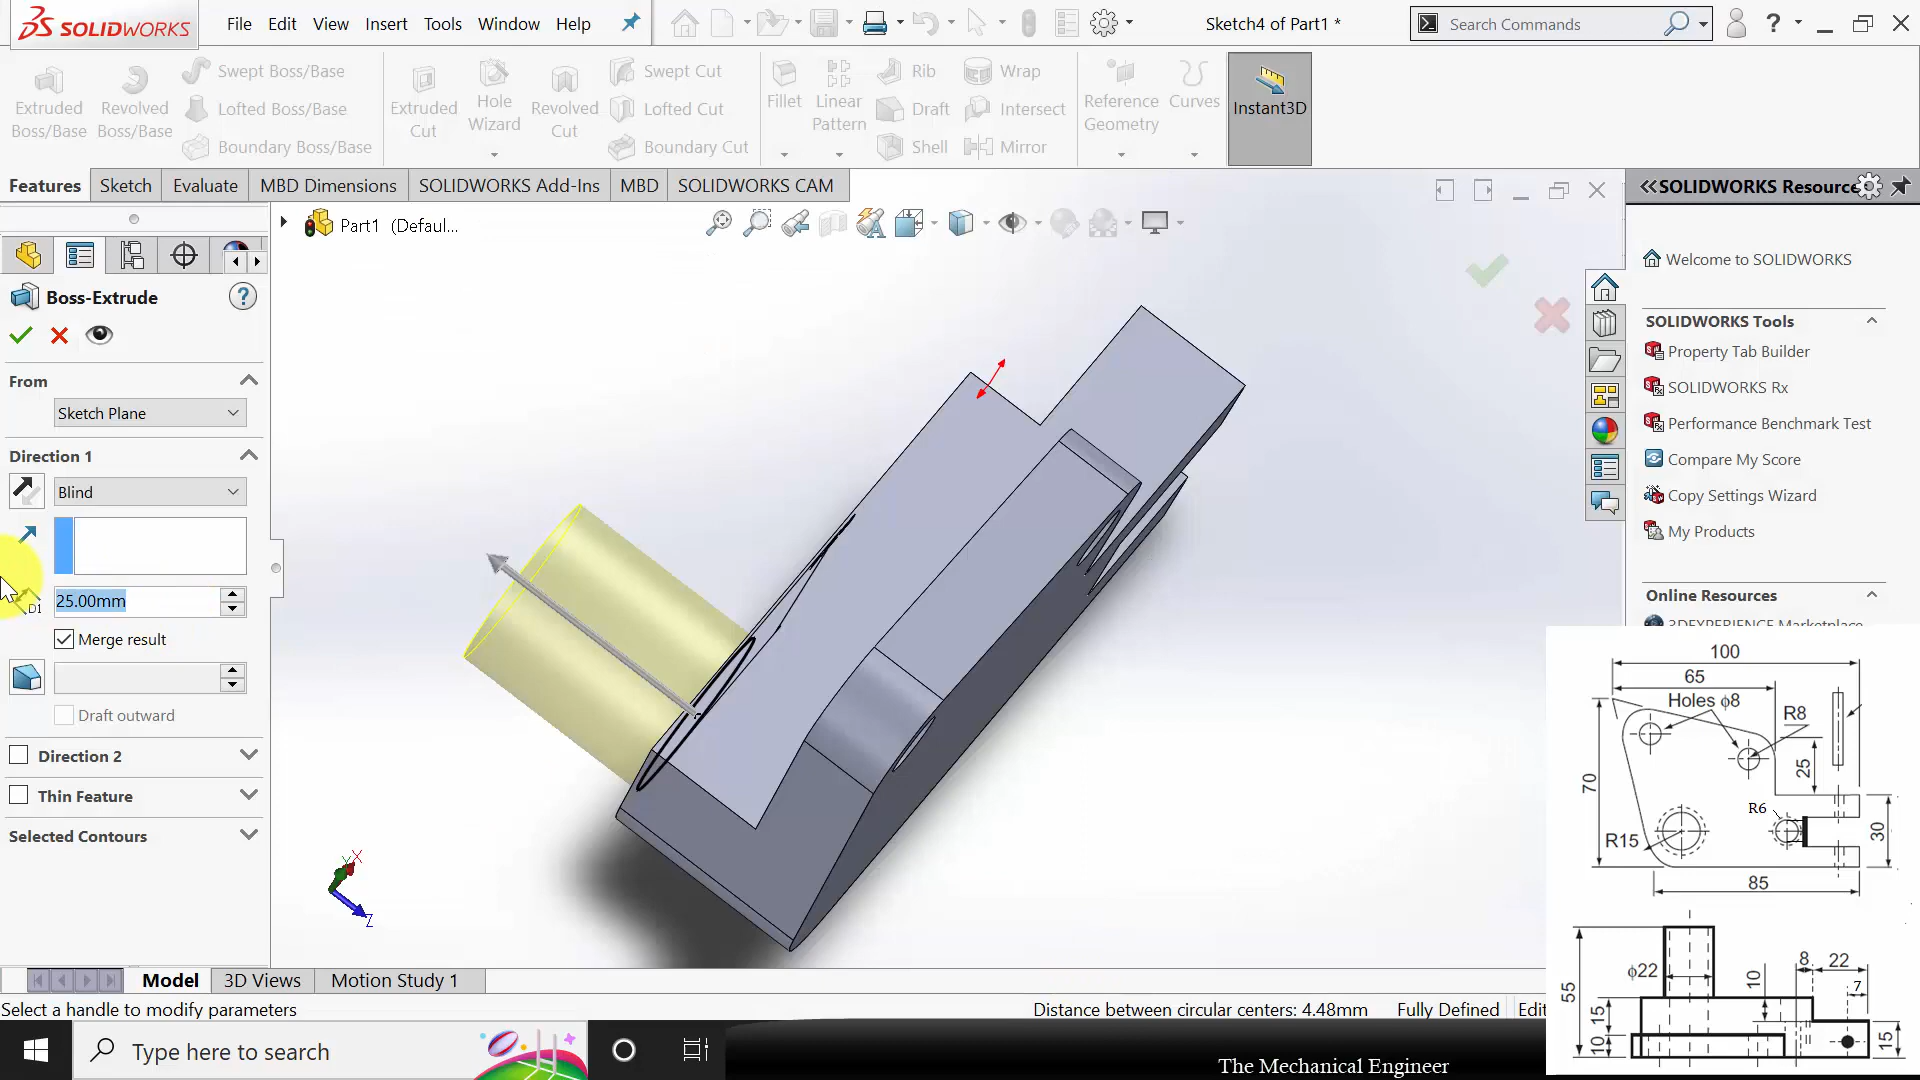 SOLIDWORKS
File Edit View Insert Tools Window Help
Sketch4 of Part1 *
Search Commands
Extruded Boss/Base
Revolved Boss/Base
Swept Boss/Base
Lofted Boss/Base
Boundary Boss/Base
Extruded Cut
Hole Wizard
Revolved Cut
Swept Cut
Lofted Cut
Boundary Cut
Fillet
Linear Pattern
Rib
Draft
Shell
Wrap
Intersect
Mirror
Reference Geometry
Curves
Instant3D
Features Sketch Evaluate MBD Dimensions SOLIDWORKS Add-Ins MBD SOLIDWORKS CAM
Part1 (Defaul...
SOLIDWORKS Resource
Boss-Extrude
From
Sketch Plane
Direction 1
Blind
D1
25.00mm
Merge result
Draft outward
Direction 2
Thin Feature
Selected Contours
Y X
Z
Welcome to SOLIDWORKS
SOLIDWORKS Tools
Property Tab Builder
SOLIDWORKS Rx
Performance Benchmark Test
Compare My Score
Copy Settings Wizard
My Products
Online Resources
100
65
Holes ϕ8
R8
70
25
R6
R15
30
85
55
ϕ22
10
8 22
7
15
10
15
Model 3D Views Motion Study 1
Select a handle to modify parameters
Distance between circular centers: 4.48mm
Fully Defined
Type here to search
The Mechanical Engineer